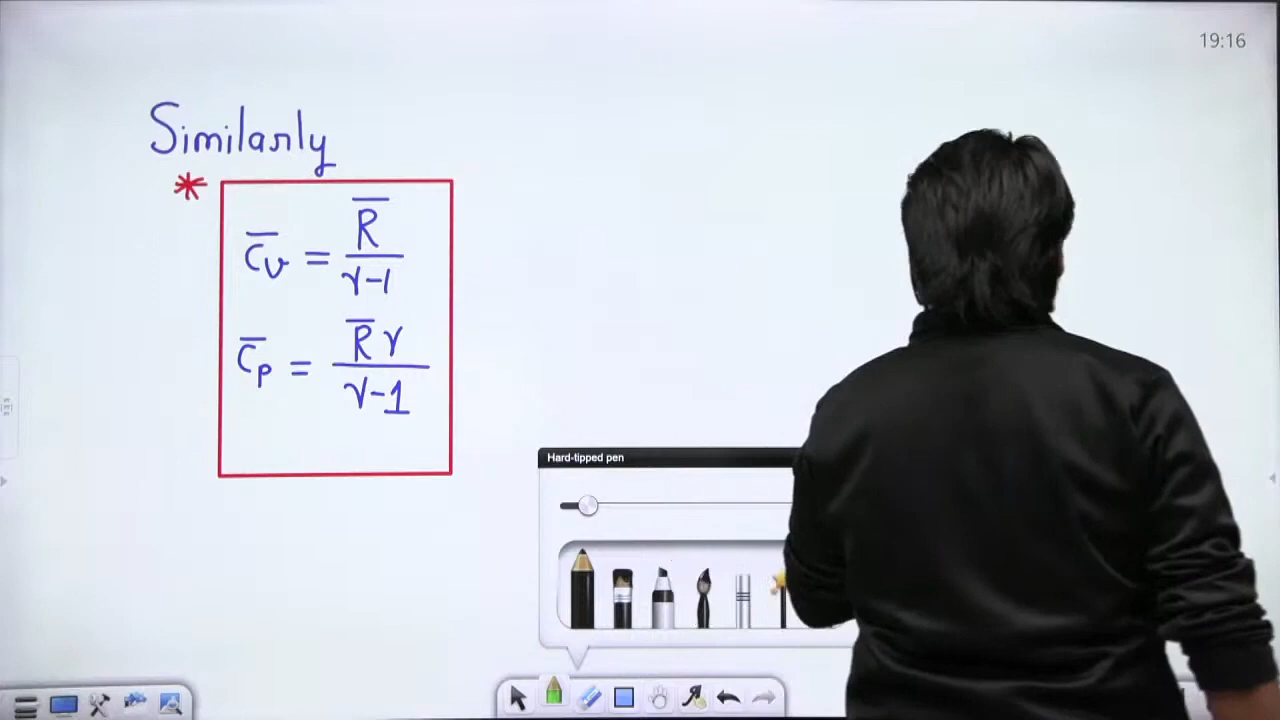 19:16
Similarly
*
C̅v = R̅ / γ-1
C̅p = R̅ γ / γ-1
Hard-tipped pen